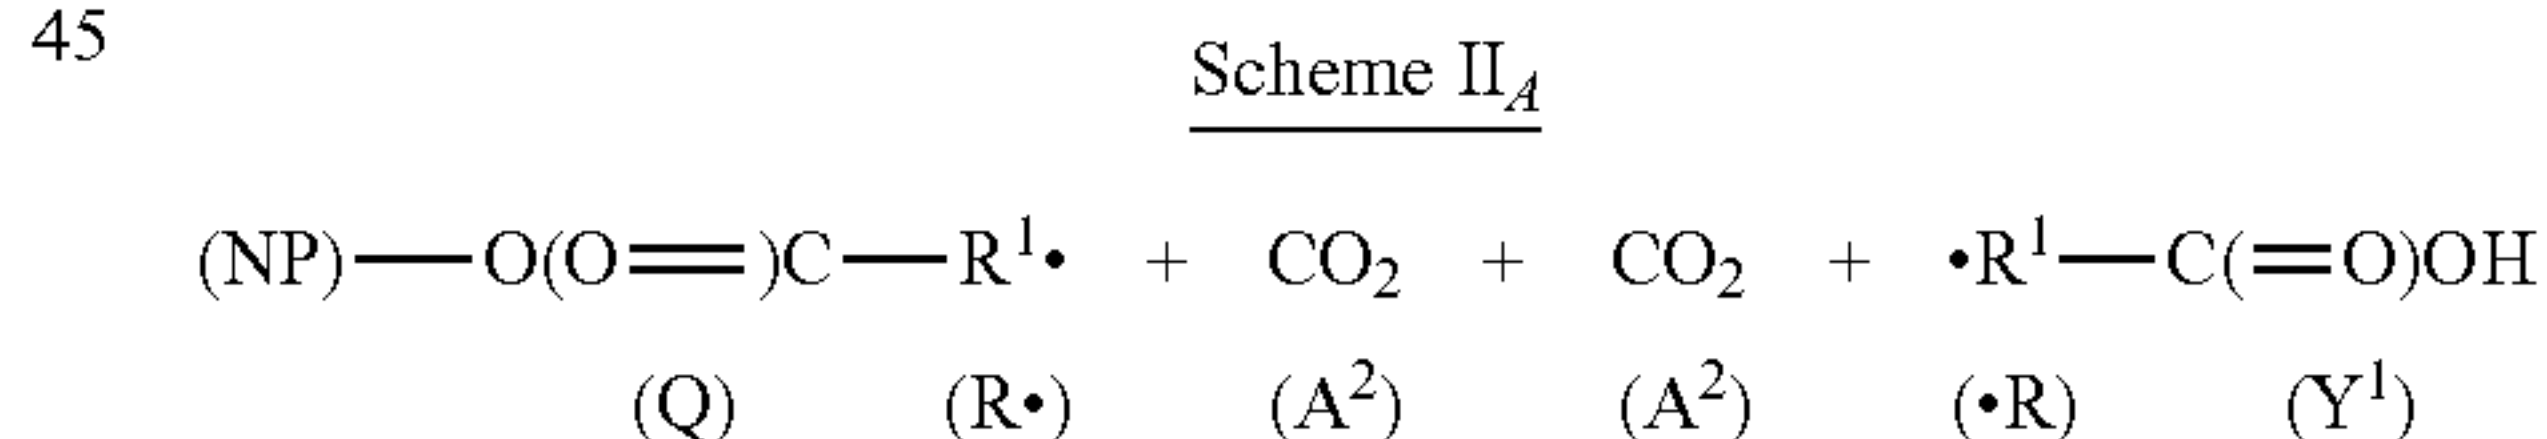 45
Scheme II_A
(NP)—O(O=)C—R¹• + CO₂ + CO₂ + •R¹—C(=O)OH
(Q) (R•) (A²) (A²) (•R) (Y¹)